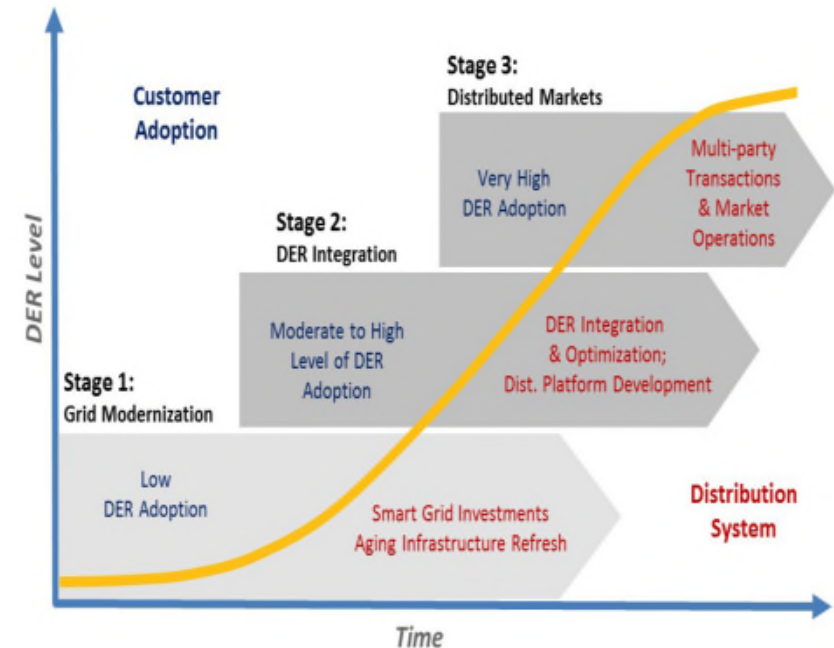 Customer
Adoption
Stage 3:
Distributed Markets
Very High
DER Adoption
Multi-party
Transactions
& Market
Operations
Stage 2:
DER Integration
Moderate to High
Level of DER
Adoption
DER Integration
& Optimization;
Dist. Platform Development
Stage 1:
Grid Modernization
Low
DER Adoption
Smart Grid Investments
Aging Infrastructure Refresh
Distribution
System
DER Level
Time